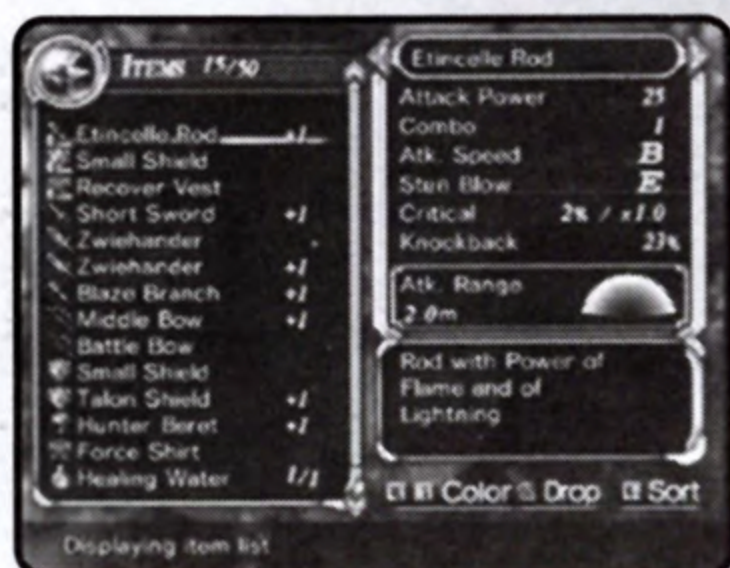 ITEMS 15/50
Etincelle Rod +1
Small Shield
Recover Vest
Short Sword +1
Zwiehander
Zwiehander +1
Blaze Branch +1
Middle Bow +1
Battle Bow
Small Shield
Talon Shield +1
Hunter Beret +1
Force Shirt
Healing Water 1/1
Displaying item list
Etincelle Rod
Attack Power 25
Combo 1
Atk. Speed B
Sten Blow E
Critical 2% / x1.0
Knockback 23%
Atk. Range
2.0m
Rod with Power of
Flame and of
Lightning
Color Drop Sort